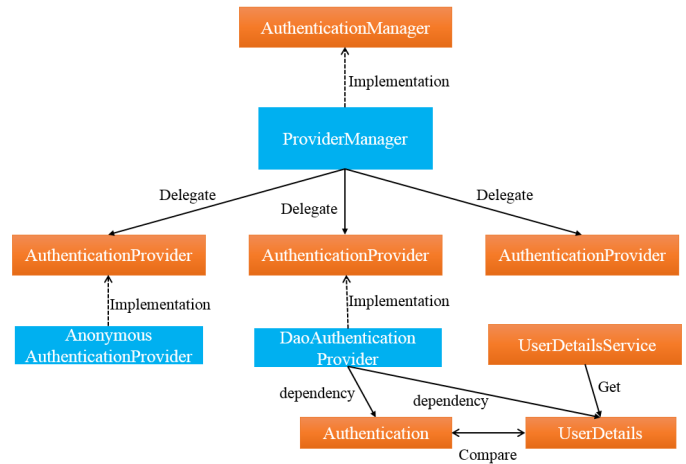 AuthenticationManager
Implementation
ProviderManager
Delegate
Delegate
Delegate
AuthenticationProvider
AuthenticationProvider
AuthenticationProvider
Implementation
Implementation
Anonymous
AuthenticationProvider
DaoAuthentication
Provider
UserDetailsService
dependency
dependency
Get
Authentication
UserDetails
Compare